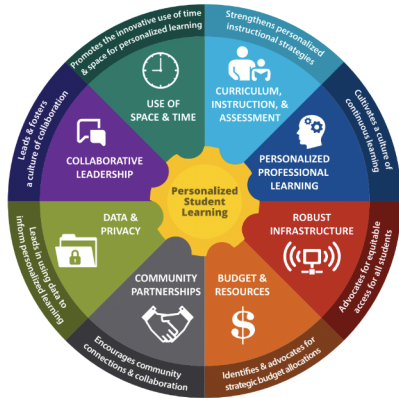 Promotes the innovative use of time
& space for personalized learning
Strengthens personalized
instructional strategies
Cultivates a culture of
continuous learning
Advocates for equitable
access for all students
Identifies & advocates for
strategic budget allocations
Encourages community
connections & collaboration
Leads in using data to
inform personalized learning
Leads & fosters
a culture of collaboration
USE OF
SPACE & TIME
CURRICULUM,
INSTRUCTION, &
ASSESSMENT
PERSONALIZED
PROFESSIONAL
LEARNING
ROBUST
INFRASTRUCTURE
BUDGET &
RESOURCES
$
COMMUNITY
PARTNERSHIPS
DATA &
PRIVACY
COLLABORATIVE
LEADERSHIP
Personalized
Student
Learning